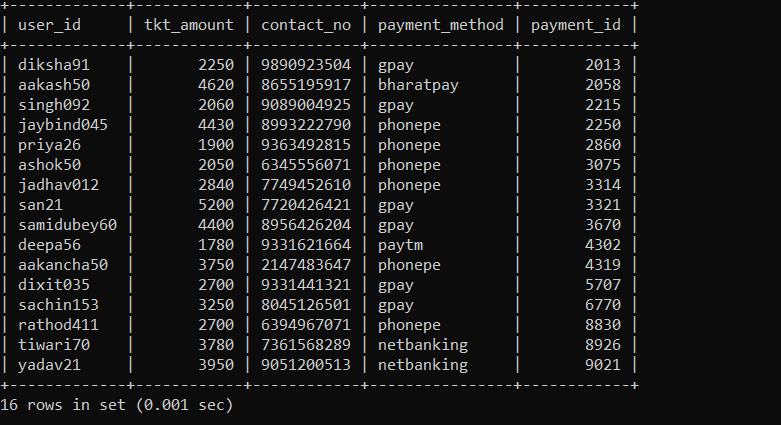 +-------------+------------+------------+----------------+------------+
| user_id     | tkt_amount | contact_no | payment_method | payment_id |
+-------------+------------+------------+----------------+------------+
| diksha91    |       2250 | 9890923504 | gpay           |       2013 |
| aakash50    |       4620 | 8655195917 | bharatpay      |       2058 |
| singh092    |       2060 | 9089004925 | gpay           |       2215 |
| jaybind045  |       4430 | 8993222790 | phonepe        |       2250 |
| priya26     |       1900 | 9363492815 | phonepe        |       2860 |
| ashok50     |       2050 | 6345556071 | phonepe        |       3075 |
| jadhav012   |       2840 | 7749452610 | phonepe        |       3314 |
| san21       |       5200 | 7720426421 | gpay           |       3321 |
| samidubey60 |       4400 | 8956426204 | gpay           |       3670 |
| deepa56     |       1780 | 9331621664 | paytm          |       4302 |
| aakancha50  |       3750 | 2147483647 | phonepe        |       4319 |
| dixit035    |       2700 | 9331441321 | gpay           |       5707 |
| sachin153   |       3250 | 8045126501 | gpay           |       6770 |
| rathod411   |       2700 | 6394967071 | phonepe        |       8830 |
| tiwari70    |       3780 | 7361568289 | netbanking     |       8926 |
| yadav21     |       3950 | 9051200513 | netbanking     |       9021 |
+-------------+------------+------------+----------------+------------+
16 rows in set (0.001 sec)